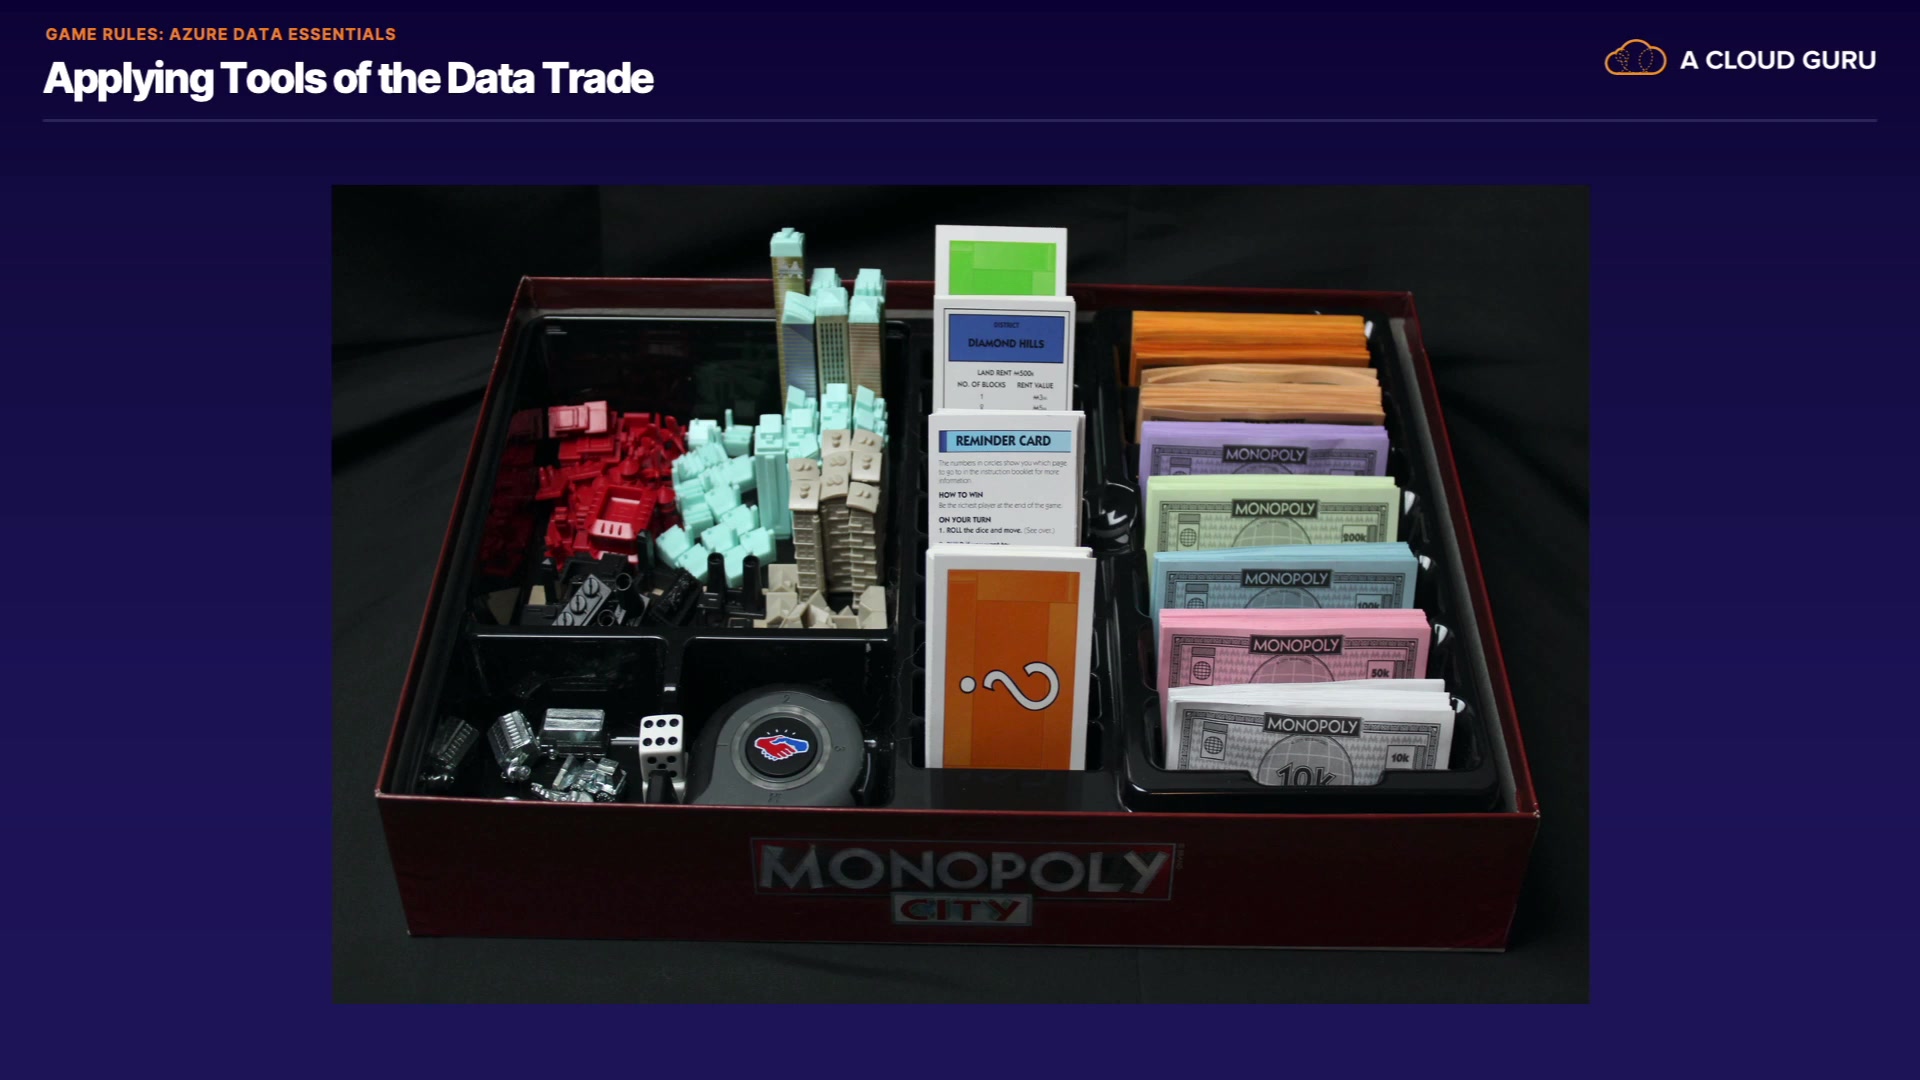 GAME RULES: AZURE DATA ESSENTIALS
Applying Tools of the Data Trade
A CLOUD GURU
DISTRICT
DIAMOND HILLS
LAND RENT ₩500k
NO. OF BLOCKS RENT VALUE
1
REMINDER CARD
The numbers in circles show you which page
to go to in the instruction booklet for more
information.
HOW TO WIN
Be the richest player at the end of the game.
ON YOUR TURN
1. ROLL the dice and move. (See over.)
?
MONOPOLY
MONOPOLY
200k
MONOPOLY
100k
MONOPOLY
50k
MONOPOLY
10k
10k
MONOPOLY
CITY